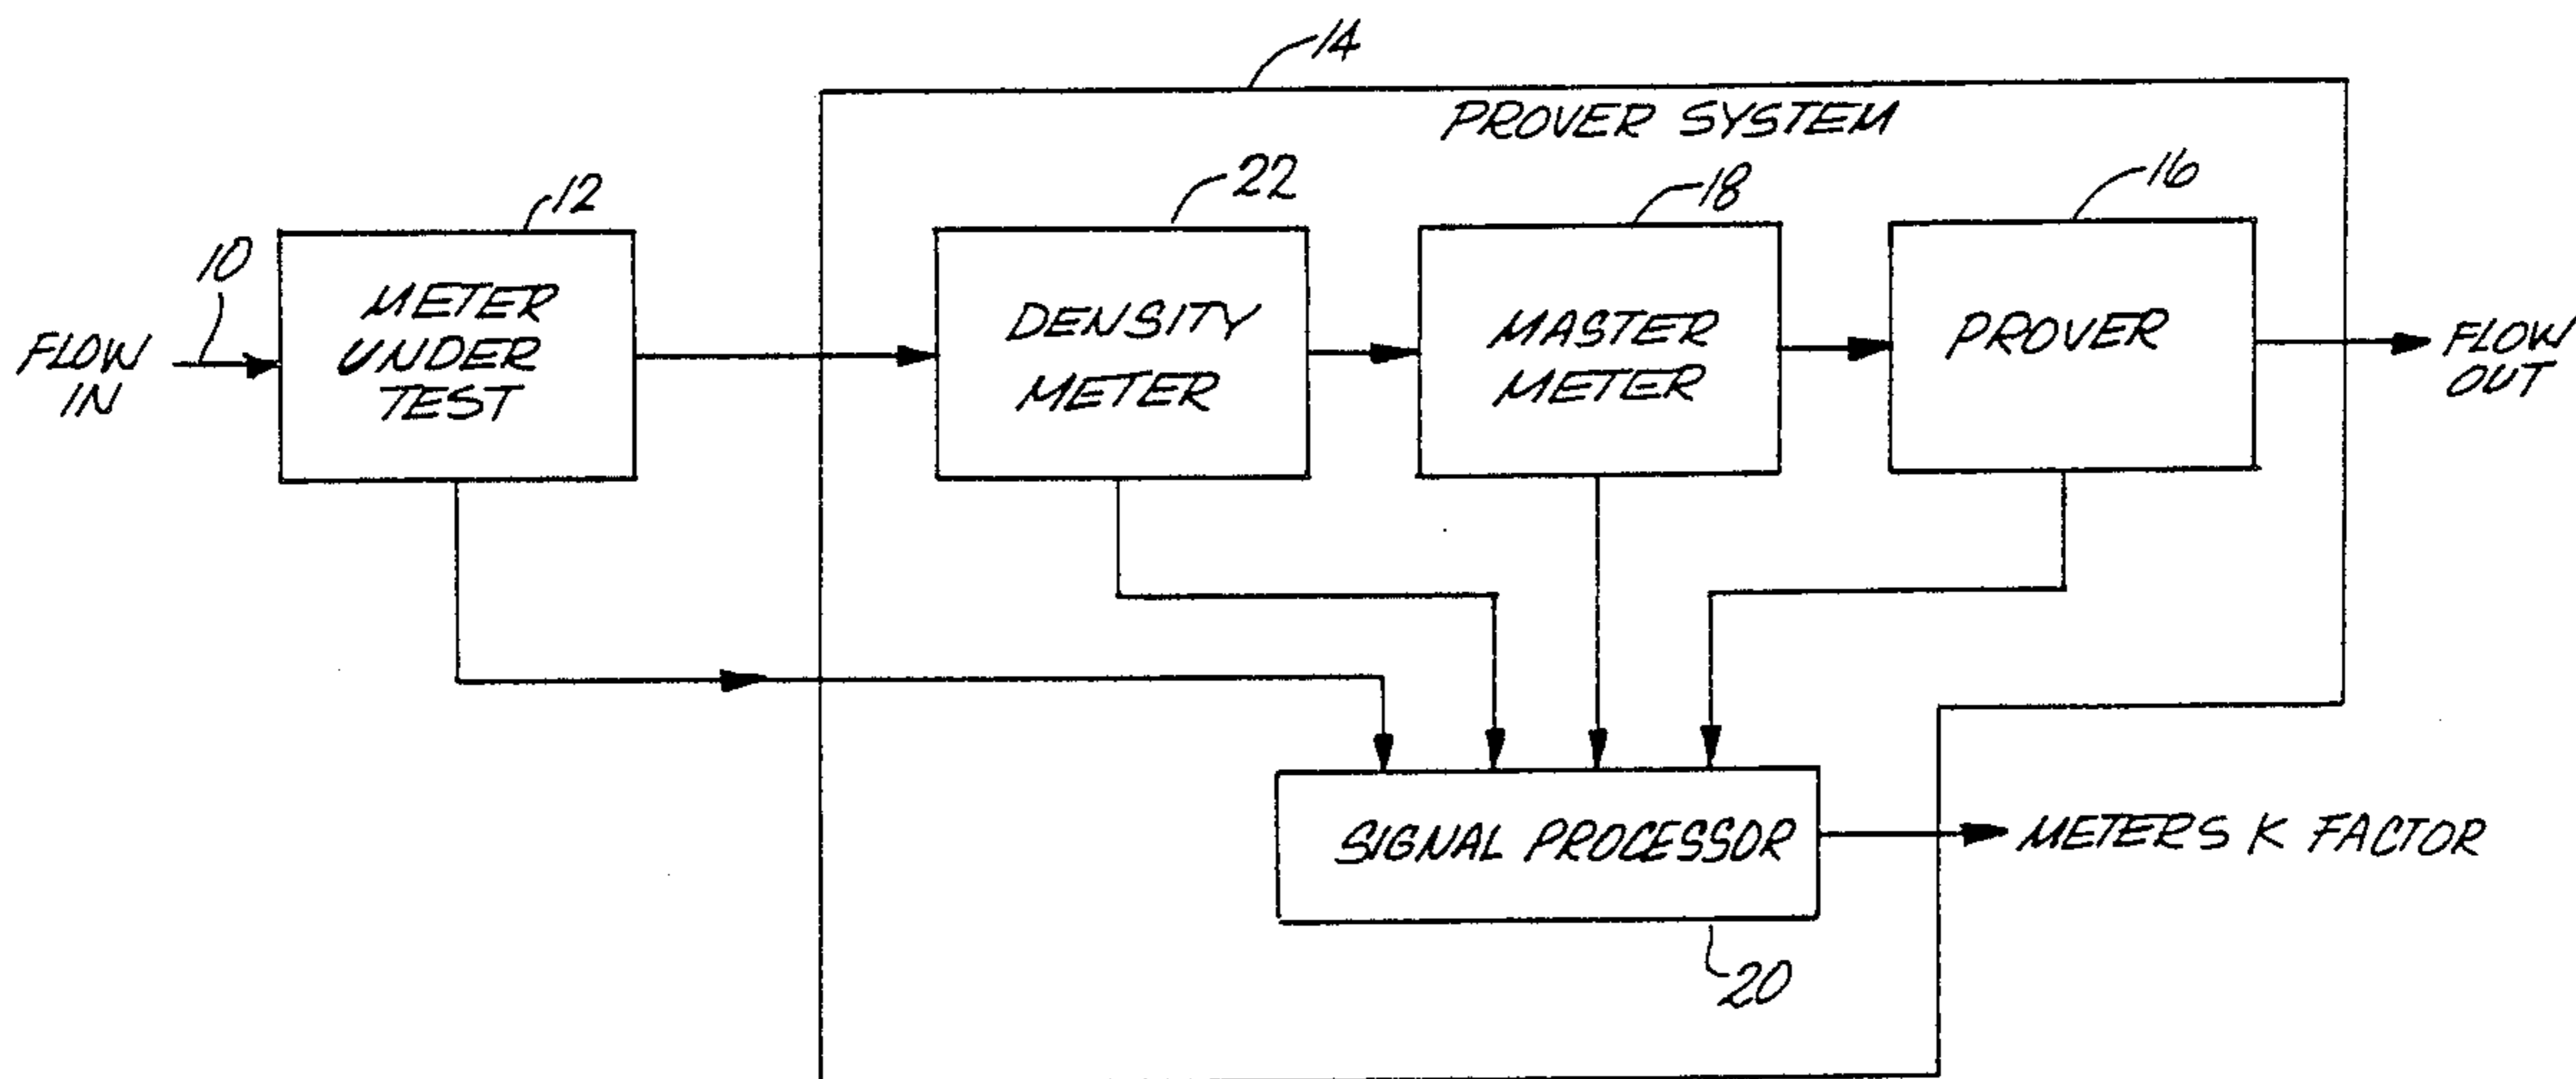 14
PROVER SYSTEM
12
22
18
16
10
FLOW
IN
METER
UNDER
TEST
DENSITY
METER
MASTER
METER
PROVER
FLOW
OUT
SIGNAL PROCESSOR
METERS K FACTOR
20